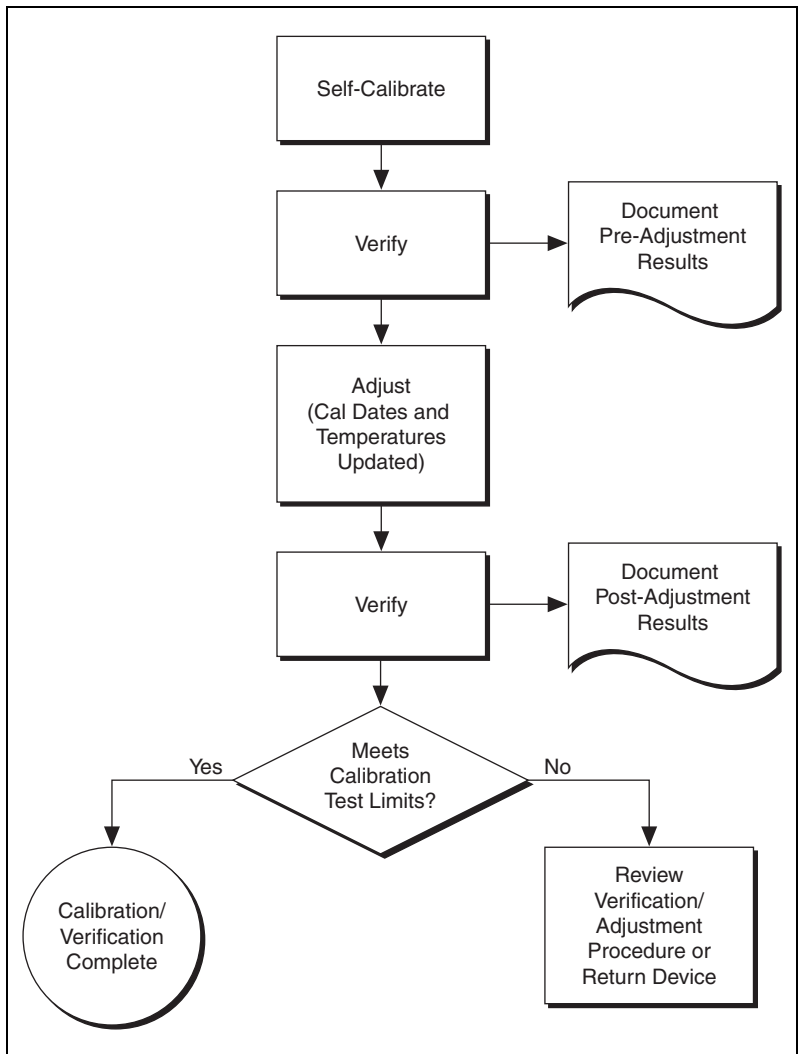 Self-Calibrate
Verify
Document
Pre-Adjustment
Results
Adjust
(Cal Dates and
Temperatures
Updated)
Verify
Document
Post-Adjustment
Results
Meets
Calibration
Test Limits?
Yes
No
Calibration/
Verification
Complete
Review
Verification/
Adjustment
Procedure or
Return Device